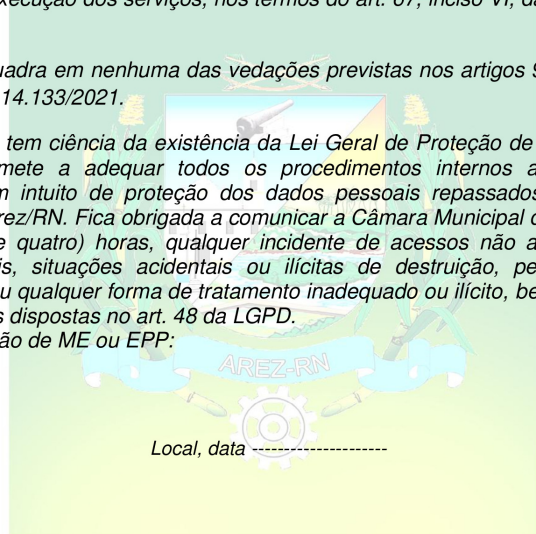 xecução dos serviços, nos termos do art. 67, inciso VI, da
uadra em nenhuma das vedações previstas nos artigos 9
14.133/2021.
tem ciência da existência da Lei Geral de Proteção de
mete a adequar todos os procedimentos internos a
m intuito de proteção dos dados pessoais repassados
rez/RN. Fica obrigada a comunicar a Câmara Municipal d
e quatro) horas, qualquer incidente de acessos não a
is, situações acidentais ou ilícitas de destruição, pe
u qualquer forma de tratamento inadequado ou ilícito, be
s dispostas no art. 48 da LGPD.
ão de ME ou EPP:
AREZ-RN
Local, data ---------------------